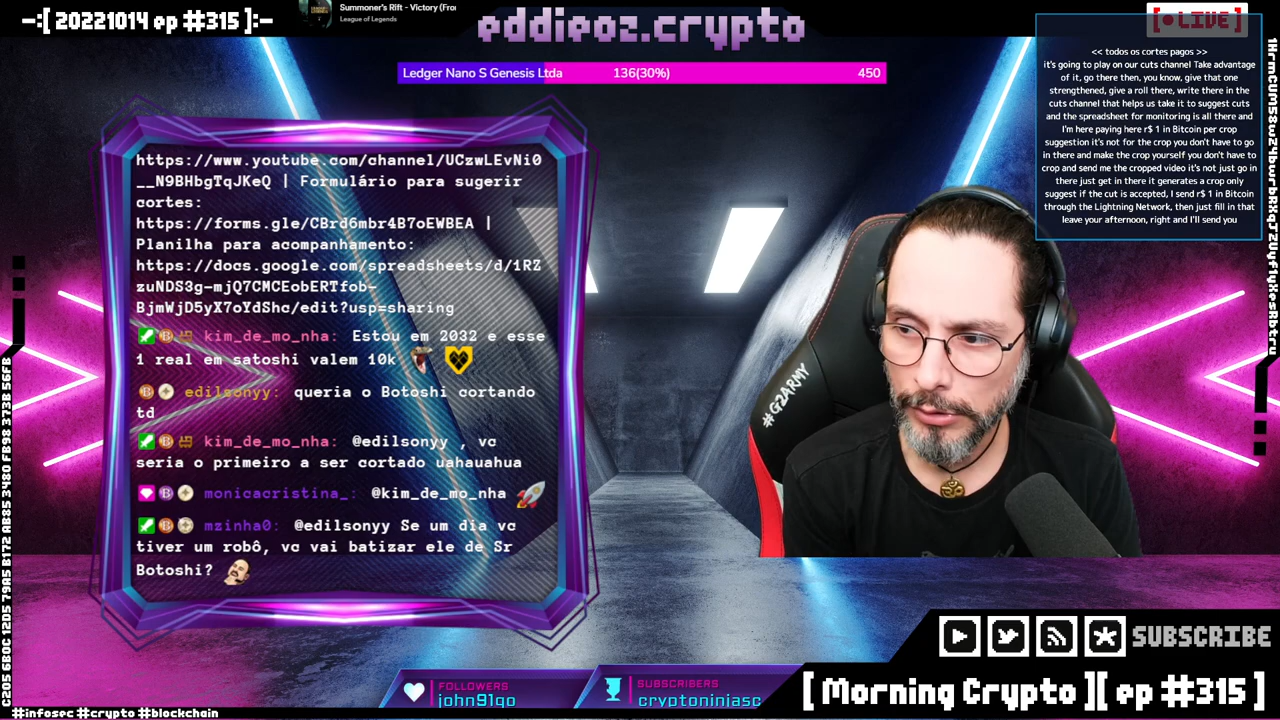 -:[ 20221014 ep #315 ]:-
Summoner's Rift - Victory (Fro
League of Legends
eddieoz.crypto
[• LIVE]
Ledger Nano S Genesis Ltda 136(30%) 450
<< todos os cortes pagos >>
it's going to play on our cuts channel Take advantage
of it, go there then, you know, give that one
strengthened, give a roll there, write there in the
cuts channel that helps us take it to suggest cuts
and the spreadsheet for monitoring is all there and
I'm here paying here r$ 1 in Bitcoin per crop
suggestion it's not for the crop you don't have to go
in there and make the crop yourself you don't have to
crop and send me the cropped video it's not just go in
there just get in there it generates a crop only
suggest if the cut is accepted, I send r$ 1 in Bitcoin
through the Lightning Network, then just fill in that
leave your afternoon, right and I'll send you
https://www.youtube.com/channel/UCzwLEvNi0
__N9BHbgTqJKeQ | Formulário para sugerir
cortes:
https://forms.gle/CBrd6mbr4B7oEWBEA |
Planilha para acompanhamento:
https://docs.google.com/spreadsheets/d/1RZ
zuNDS3g-mjQ7CMCEobERTfob-
BjmWjD5yX7oYdShc/edit?usp=sharing
kim_de_mo_nha: Estou em 2032 e esse
1 real em satoshi valem 10k
edilsonyy: queria o Botoshi cortando
td
kim_de_mo_nha: @edilsonyy , vc
seria o primeiro a ser cortado uahauahua
monicacristina_: @kim_de_mo_nha
mzinha0: @edilsonyy Se um dia vc
tiver um robô, vc vai batizar ele de Sr
Botoshi?
#G2ARMY
SUBSCRIBE
FOLLOWERS
john91go
SUBSCRIBERS
cryptoninjasc
[ Morning Crypto ][ ep #315 ]
#infosec #crypto #blockchain
C205 6B0C 12D5 79A5 B172 AB85 3480 FB98 373B 56FB